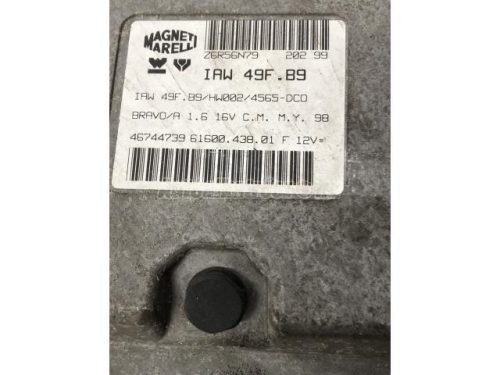 MAGNETI
MARELLI
Z6R56N79 202 99
IAW 49F.B9
IAW 49F.B9/HW002/4565-DCO
BRAVO/A 1.6 16V C.M. M.Y. 98
46744739 61600.438.01 F 12V=